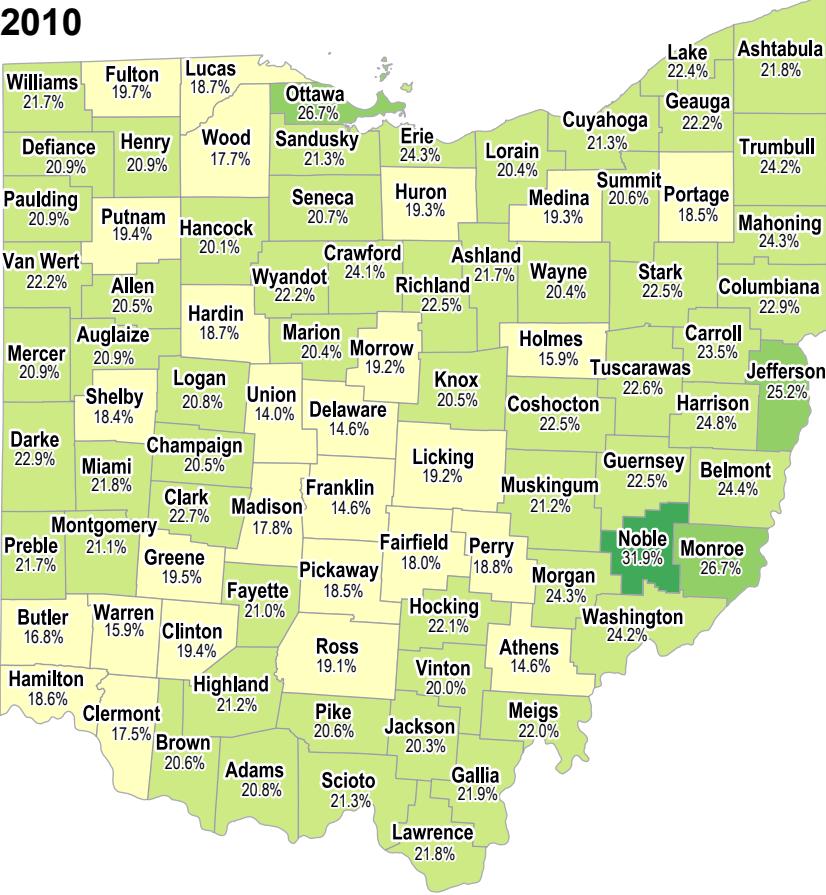 2010
Williams
21.7%
Fulton
19.7%
Lucas
18.7%
Ottawa
26.7%
Lake
22.4%
Ashtabula
21.8%
Geauga
22.2%
Cuyahoga
21.3%
Defiance
20.9%
Henry
20.9%
Wood
17.7%
Sandusky
21.3%
Erie
24.3%
Lorain
20.4%
Trumbull
24.2%
Paulding
20.9%
Putnam
19.4%
Hancock
20.1%
Seneca
20.7%
Huron
19.3%
Medina
19.3%
Summit
20.6%
Portage
18.5%
Mahoning
24.3%
Van Wert
22.2%
Allen
20.5%
Wyandot
22.2%
Crawford
24.1%
Richland
22.5%
Ashland
21.7%
Wayne
20.4%
Stark
22.5%
Columbiana
22.9%
Mercer
20.9%
Auglaize
20.9%
Hardin
18.7%
Marion
20.4%
Morrow
19.2%
Holmes
15.9%
Tuscarawas
22.6%
Carroll
23.5%
Jefferson
25.2%
Shelby
18.4%
Logan
20.8%
Union
14.0%
Delaware
14.6%
Knox
20.5%
Coshocton
22.5%
Harrison
24.8%
Darke
22.9%
Miami
21.8%
Champaign
20.5%
Clark
22.7%
Madison
17.8%
Franklin
14.6%
Licking
19.2%
Muskingum
21.2%
Guernsey
22.5%
Belmont
24.4%
Preble
21.7%
Montgomery
21.1%
Greene
19.5%
Fayette
21.0%
Pickaway
18.5%
Fairfield
18.0%
Perry
18.8%
Morgan
24.3%
Noble
31.9%
Monroe
26.7%
Butler
16.8%
Warren
15.9%
Clinton
19.4%
Ross
19.1%
Hocking
22.1%
Athens
14.6%
Washington
24.2%
Hamilton
18.6%
Clermont
17.5%
Highland
21.2%
Vinton
20.0%
Brown
20.6%
Adams
20.8%
Pike
20.6%
Jackson
20.3%
Meigs
22.0%
Scioto
21.3%
Gallia
21.9%
Lawrence
21.8%